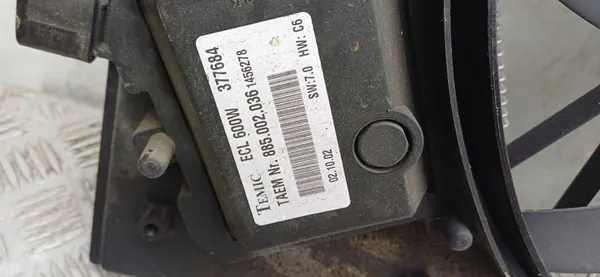 TEMIC ECL 600W 377684
TAEM Nr. 885.002.036 1456278
SW:7.0 HW: C6
02.10.02